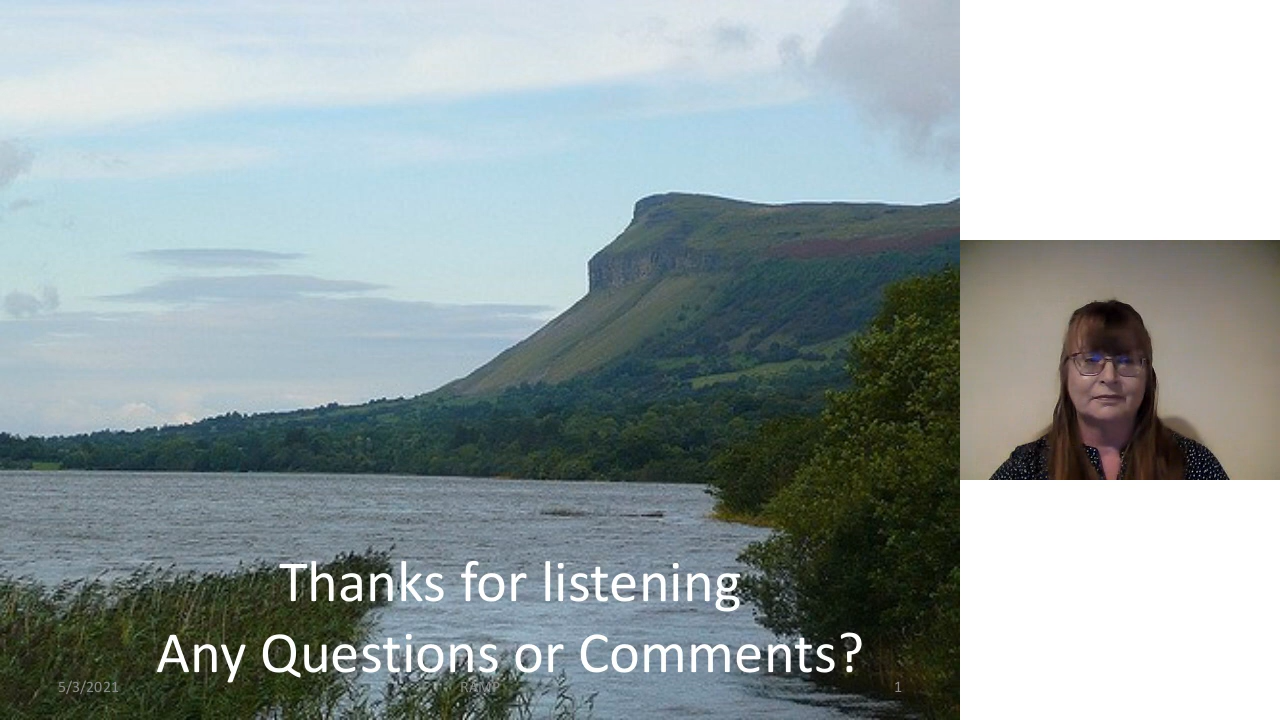 Thanks for listening
Any Questions or Comments?
5/3/2021 RAMP 1